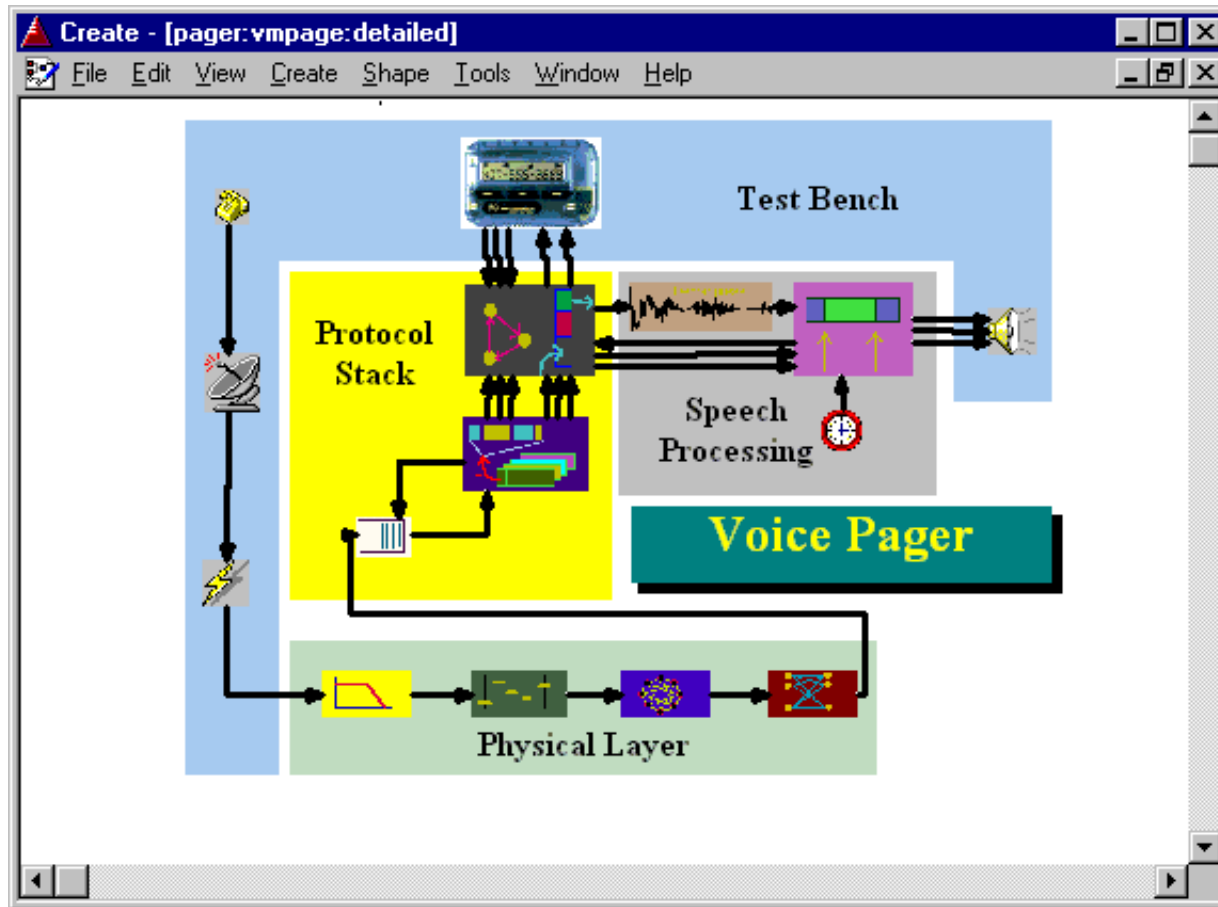 Create - [pager:vmpage:detailed]
File Edit View Create Shape Tools Window Help
Test Bench
Protocol
Stack
Speech
Processing
Voice Pager
Physical Layer